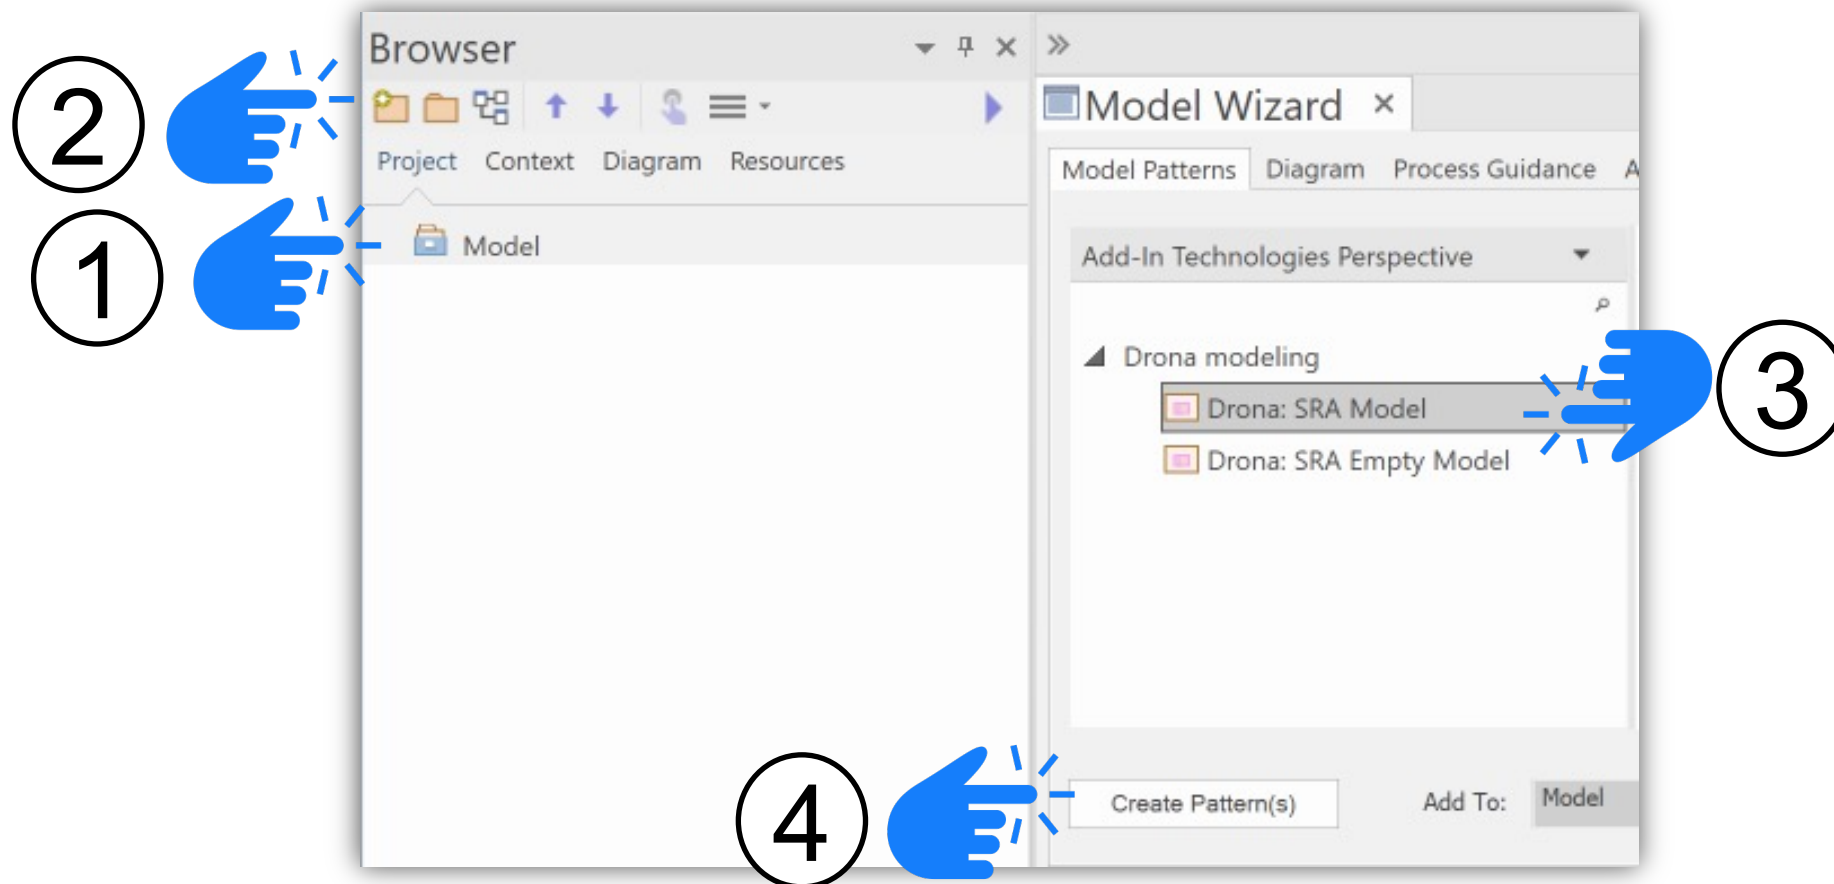 Browser
Model Wizard
Project Context Diagram Resources
Model Patterns Diagram Process Guidance A
Model
Add-In Technologies Perspective
Drona modeling
Drona: SRA Model
Drona: SRA Empty Model
Create Pattern(s) Add To: Model
2
1
3
4